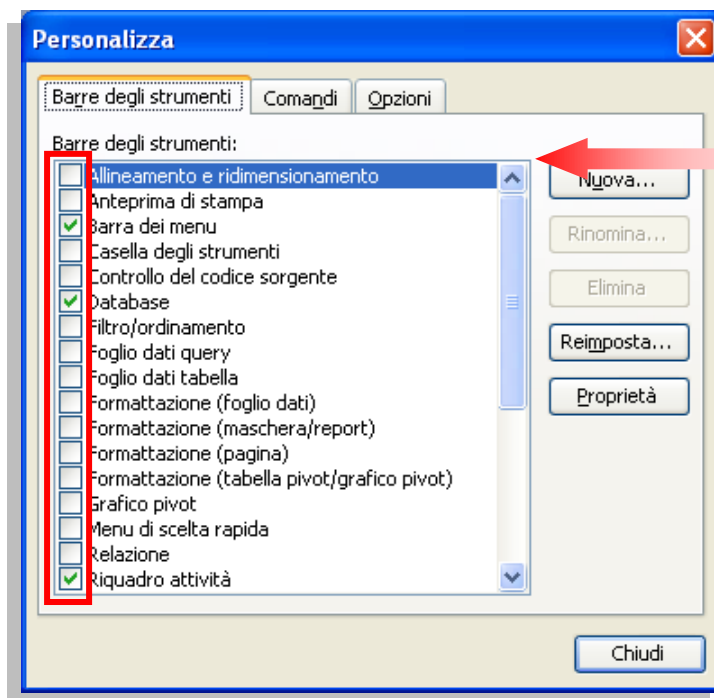 Personalizza
Barre degli strumenti Comandi Opzioni
Barre degli strumenti:
Allineamento e ridimensionamento
Anteprima di stampa
Barra dei menu
Casella degli strumenti
Controllo del codice sorgente
Database
Filtro/ordinamento
Foglio dati query
Foglio dati tabella
Formattazione (foglio dati)
Formattazione (maschera/report)
Formattazione (pagina)
Formattazione (tabella pivot/grafico pivot)
Grafico pivot
Menu di scelta rapida
Relazione
Riquadro attività
Nuova...
Rinomina...
Elimina
Reimposta...
Proprietà
Chiudi